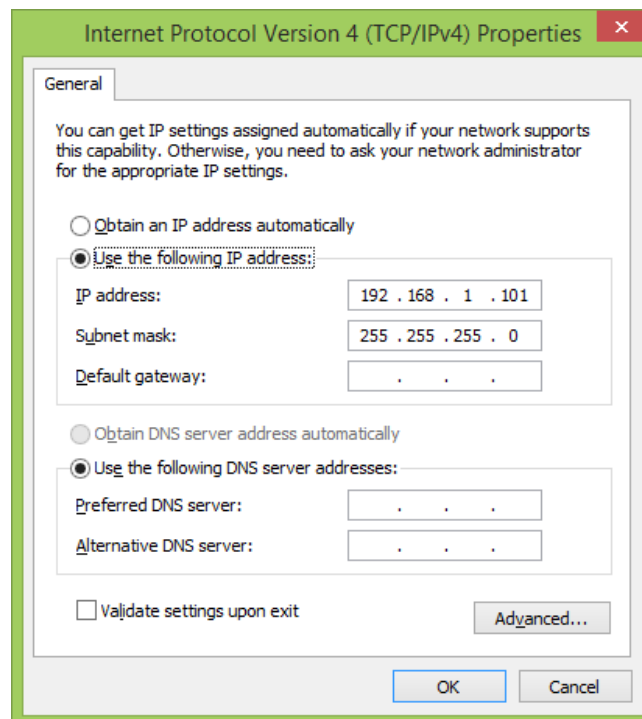 Internet Protocol Version 4 (TCP/IPv4) Properties
General
You can get IP settings assigned automatically if your network supports
this capability. Otherwise, you need to ask your network administrator
for the appropriate IP settings.
Obtain an IP address automatically
Use the following IP address:
IP address: 192 . 168 . 1 . 101
Subnet mask: 255 . 255 . 255 . 0
Default gateway: . . .
Obtain DNS server address automatically
Use the following DNS server addresses:
Preferred DNS server: . . .
Alternative DNS server: . . .
Validate settings upon exit
Advanced...
OK Cancel